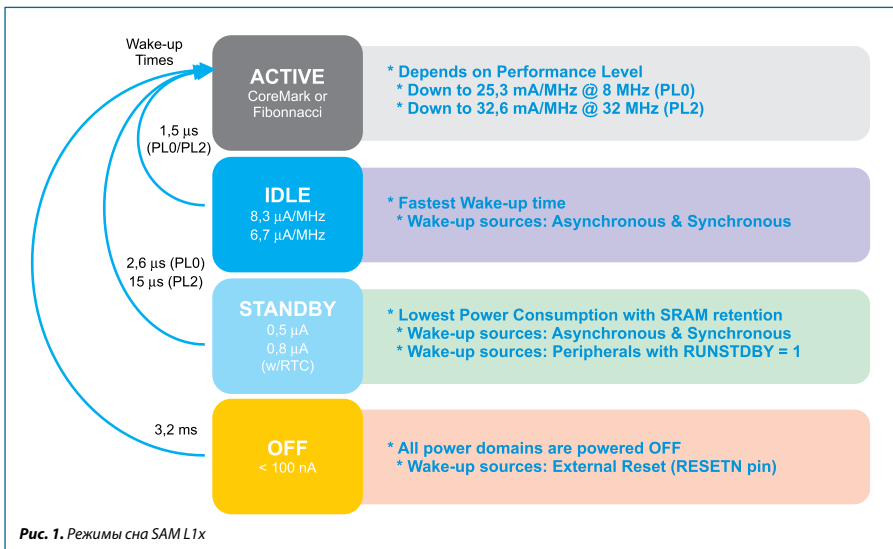 Wake-up
Times
ACTIVE
CoreMark or
Fibonnacci
* Depends on Performance Level
* Down to 25,3 mA/MHz @ 8 MHz (PL0)
* Down to 32,6 mA/MHz @ 32 MHz (PL2)
1,5 µs
(PL0/PL2)
IDLE
8,3 µA/MHz
6,7 µA/MHz
* Fastest Wake-up time
* Wake-up sources: Asynchronous & Synchronous
2,6 µs (PL0)
15 µs (PL2)
STANDBY
0,5 µA
0,8 µA
(w/RTC)
* Lowest Power Consumption with SRAM retention
* Wake-up sources: Asynchronous & Synchronous
* Wake-up sources: Peripherals with RUNSTDBY = 1
3,2 ms
OFF
< 100 nA
* All power domains are powered OFF
* Wake-up sources: External Reset (RESETN pin)
Рис. 1. Режимы сна SAM L1x